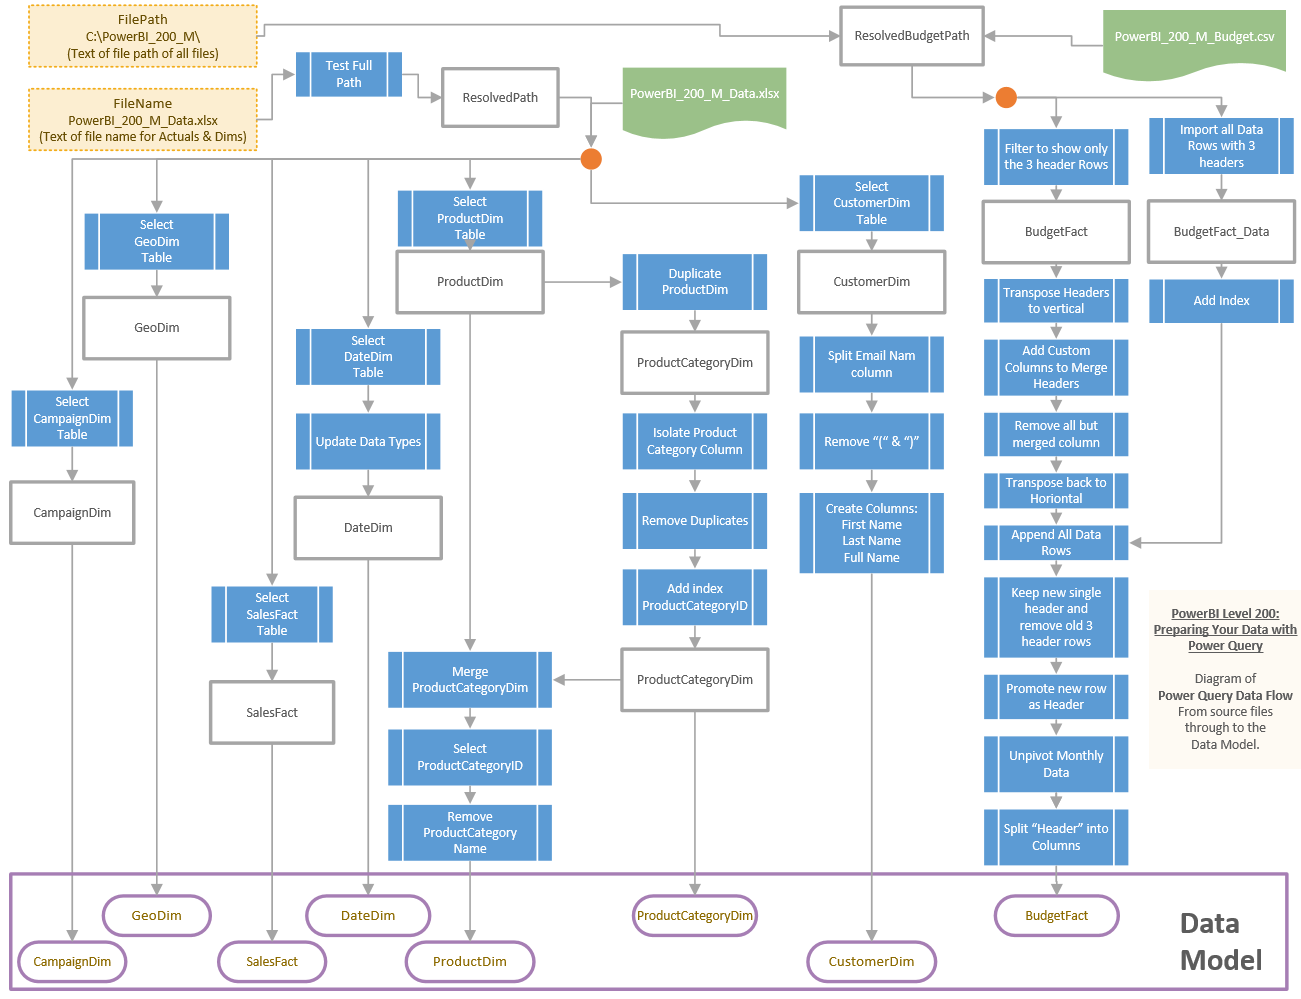 FilePath
C:\PowerBI_200_M\
(Text of file path of all files)
FileName
PowerBI_200_M_Data.xlsx
(Text of file name for Actuals & Dims)
Test Full
Path
ResolvedPath
PowerBI_200_M_Data.xlsx
ResolvedBudgetPath
PowerBI_200_M_Budget.csv
Select
GeoDim
Table
GeoDim
Select
CampaignDim
Table
CampaignDim
Select
SalesFact
Table
SalesFact
Select
DateDim
Table
Update Data Types
DateDim
Select
ProductDim
Table
ProductDim
Merge
ProductCategoryDim
Select
ProductCategoryID
Remove
ProductCategory
Name
Duplicate
ProductDim
ProductCategoryDim
Isolate Product
Category Column
Remove Duplicates
Add index
ProductCategoryID
ProductCategoryDim
Select
CustomerDim
Table
CustomerDim
Split Email Nam
column
Remove “(“ & “)”
Create Columns:
First Name
Last Name
Full Name
Filter to show only
the 3 header Rows
BudgetFact
Transpose Headers
to vertical
Add Custom
Columns to Merge
Headers
Remove all but
merged column
Transpose back to
Horiontal
Append All Data
Rows
Keep new single
header and
remove old 3
header rows
Promote new row
as Header
Unpivot Monthly
Data
Split “Header” into
Columns
Import all Data
Rows with 3
headers
BudgetFact_Data
Add Index
PowerBI Level 200:
Preparing Your Data with
Power Query
Diagram of
Power Query Data Flow
From source files
through to the
Data Model.
GeoDim
DateDim
ProductCategoryDim
BudgetFact
CampaignDim
SalesFact
ProductDim
CustomerDim
Data
Model